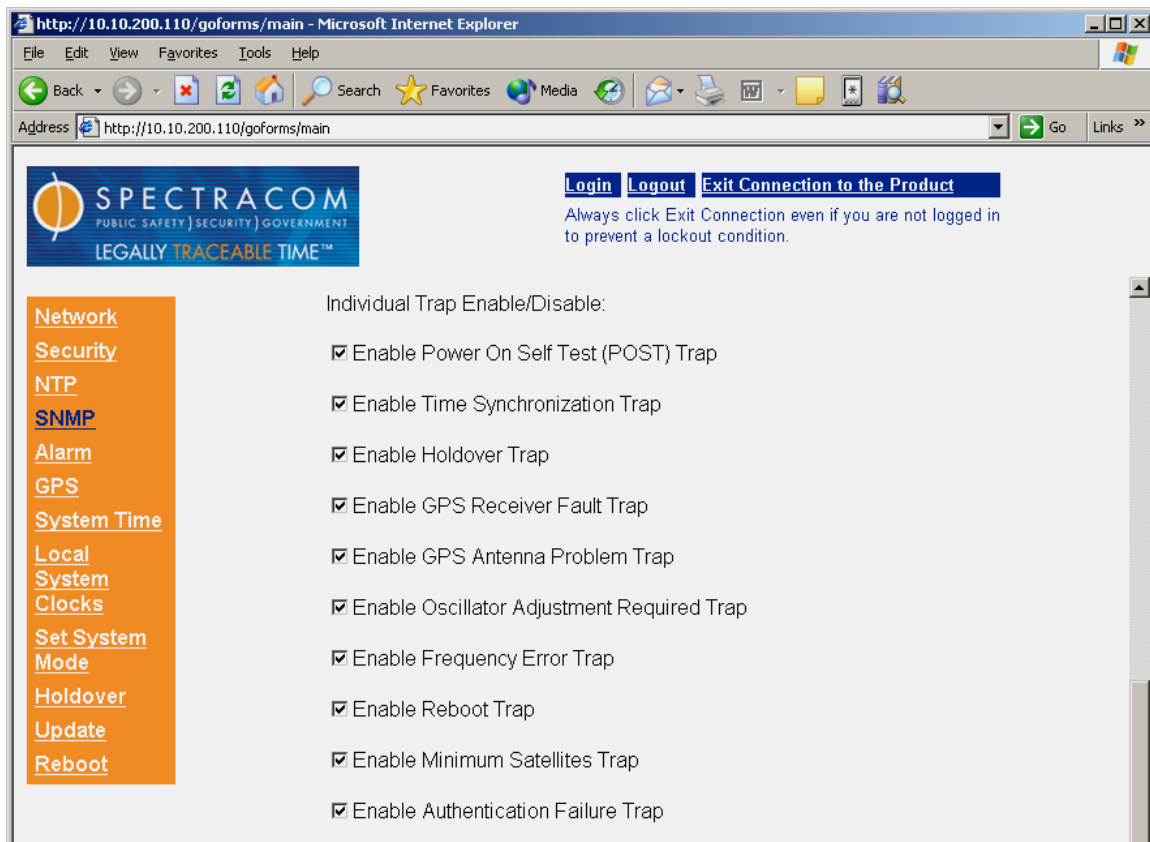 http://10.10.200.110/goforms/main - Microsoft Internet Explorer
File Edit View Favorites Tools Help
Back Search Favorites Media
Address http://10.10.200.110/goforms/main Go Links »
SPECTRACOM
PUBLIC SAFETY ) SECURITY ) GOVERNMENT
LEGALLY TRACEABLE TIME™
Login Logout Exit Connection to the Product
Always click Exit Connection even if you are not logged in
to prevent a lockout condition.
Network
Security
NTP
SNMP
Alarm
GPS
System Time
Local
System
Clocks
Set System
Mode
Holdover
Update
Reboot
Individual Trap Enable/Disable:
Enable Power On Self Test (POST) Trap
Enable Time Synchronization Trap
Enable Holdover Trap
Enable GPS Receiver Fault Trap
Enable GPS Antenna Problem Trap
Enable Oscillator Adjustment Required Trap
Enable Frequency Error Trap
Enable Reboot Trap
Enable Minimum Satellites Trap
Enable Authentication Failure Trap